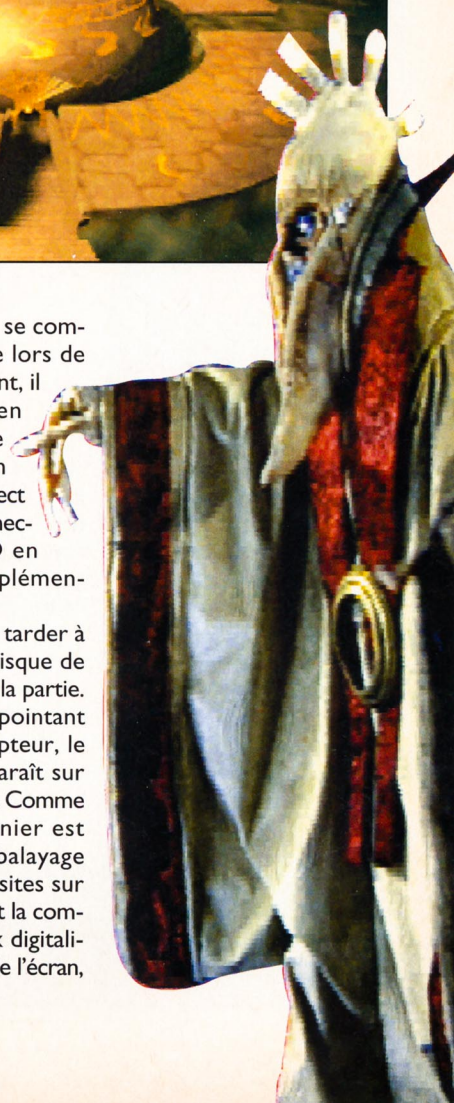 se com-
e lors de
nt, il
en
e
n
ect
nec-
en
plémen-
tarder à
isque de
la partie.
pointant
pteur, le
araît sur
Comme
nier est
balayage
sites sur
t la com-
x digitali-
e l'écran,